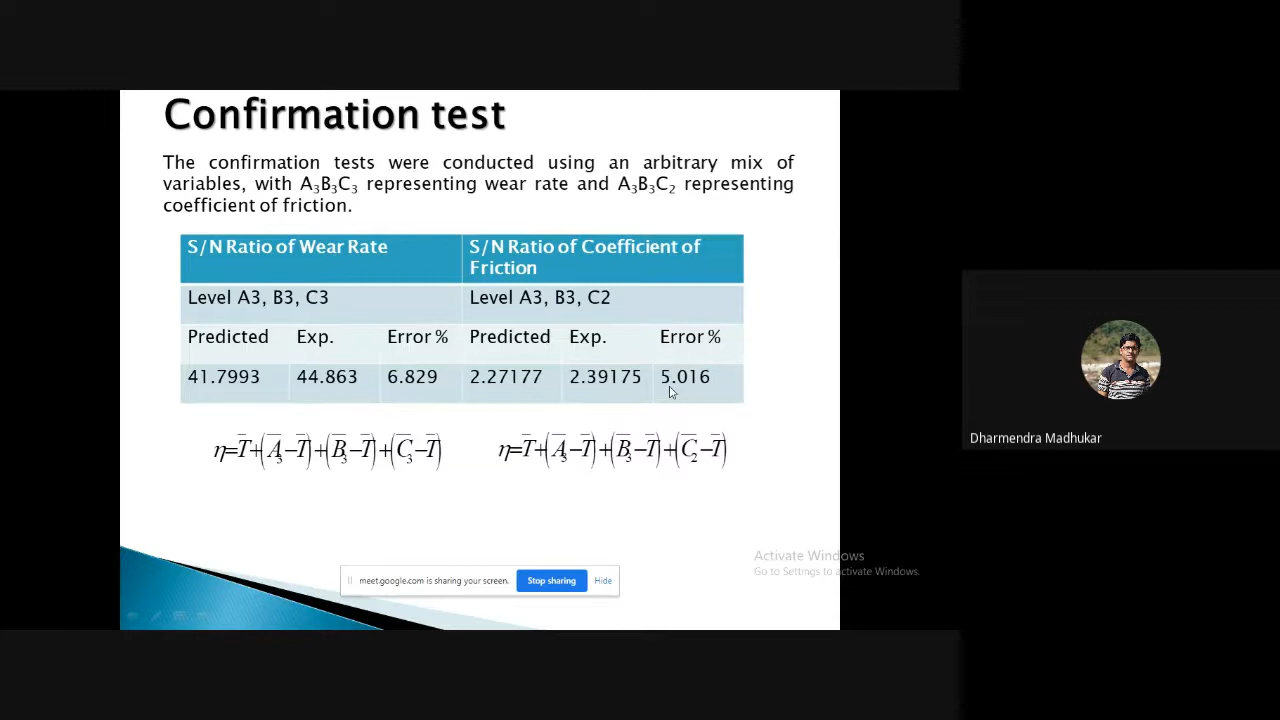 Confirmation test
The confirmation tests were conducted using an arbitrary mix of
variables, with A₃B₃C₃ representing wear rate and A₃B₃C₂ representing
coefficient of friction.
S/N Ratio of Wear Rate
S/N Ratio of Coefficient of
Friction
Level A3, B3, C3
Level A3, B3, C2
Predicted Exp. Error % Predicted Exp. Error %
41.7993 44.863 6.829 2.27177 2.39175 5.016
η=T̅+(A̅₃−T̅)+(B̅₃−T̅)+(C̅₃−T̅)
η=T̅+(A̅₃−T̅)+(B̅₃−T̅)+(C̅₂−T̅)
Dharmendra Madhukar
Activate Windows
Go to Settings to activate Windows.
meet.google.com is sharing your screen. Stop sharing Hide